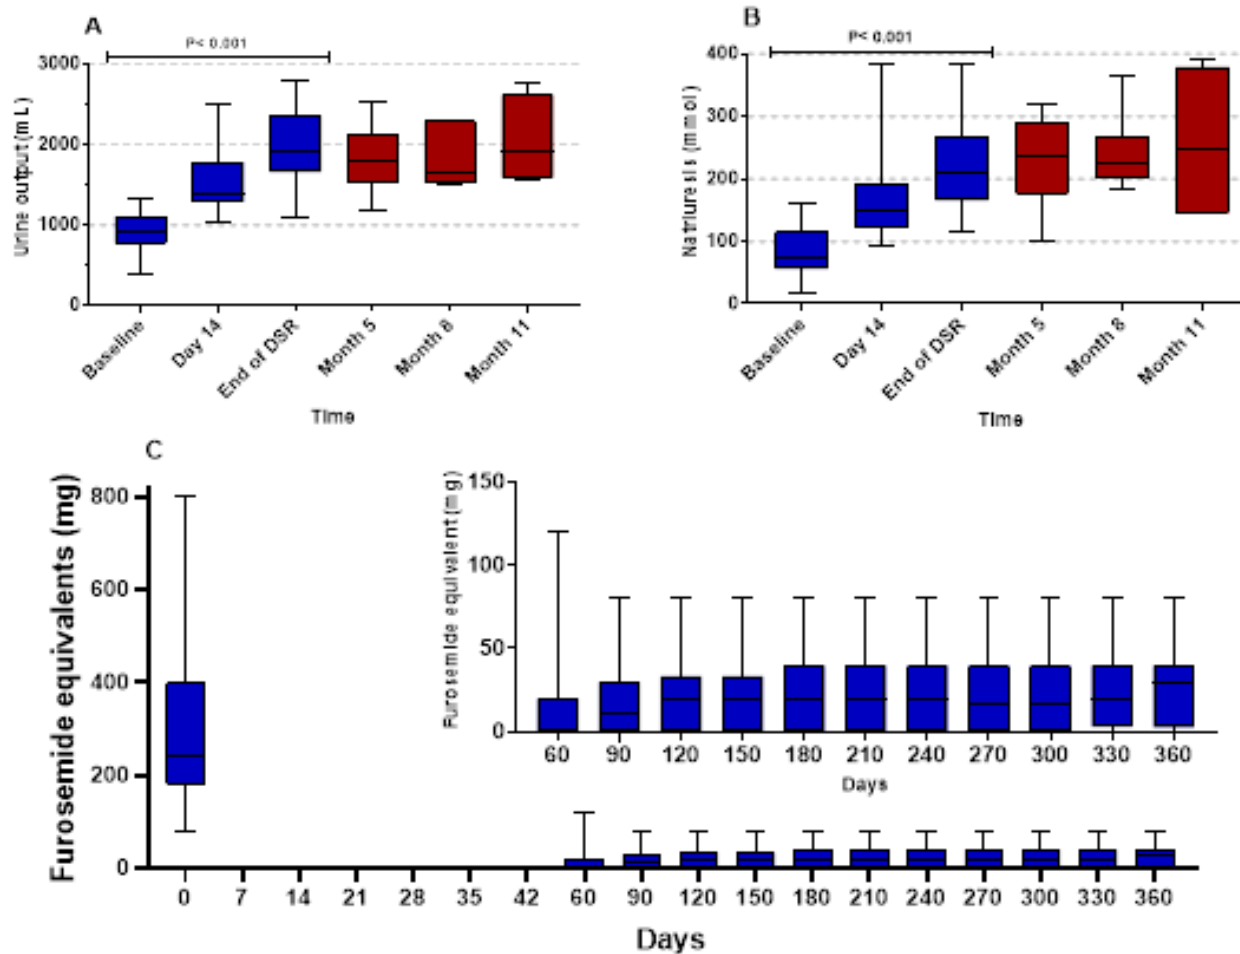 A
P< 0.001
3000
2000
1000
0
Urine output (mL)
Baseline
Day 14
End of DSR
Month 5
Month 8
Month 11
Time
B
P< 0.001
400
300
200
100
0
Natriuresis (mmol)
Baseline
Day 14
End of DSR
Month 5
Month 8
Month 11
Time
C
Furosemide equivalents (mg)
800
600
400
200
0
0 7 14 21 28 35 42 60 90 120 150 180 210 240 270 300 330 360
Days
Furosemide equivalent (mg)
150
100
50
0
60 90 120 150 180 210 240 270 300 330 360
Days